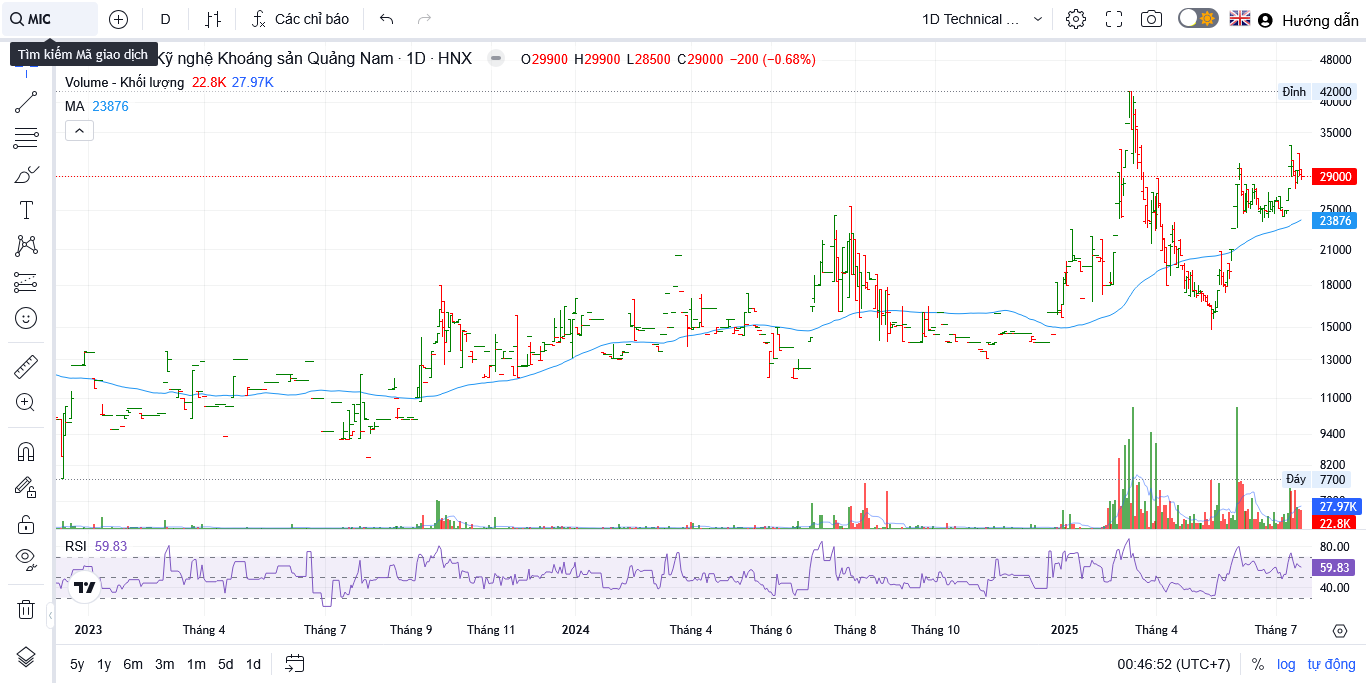 MIC
D
Các chỉ báo
1D Technical ...
Hướng dẫn
Tìm kiếm Mã giao dịch
Kỹ nghệ Khoáng sản Quảng Nam · 1D · HNX
O29900 H29900 L28500 C29000 −200 (−0.68%)
Volume - Khối lượng 22.8K 27.97K
MA 23876
48000
Đỉnh 42000
40000
35000
29000
25000
23876
21000
18000
15000
13000
11000
9400
8200
Đáy 7700
27.97K
22.8K
RSI 59.83
80.00
59.83
40.00
2023 Tháng 4 Tháng 7 Tháng 9 Tháng 11 2024 Tháng 4 Tháng 6 Tháng 8 Tháng 10 2025 Tháng 4 Tháng 7
5y 1y 6m 3m 1m 5d 1d
00:46:52 (UTC+7) % log tự động